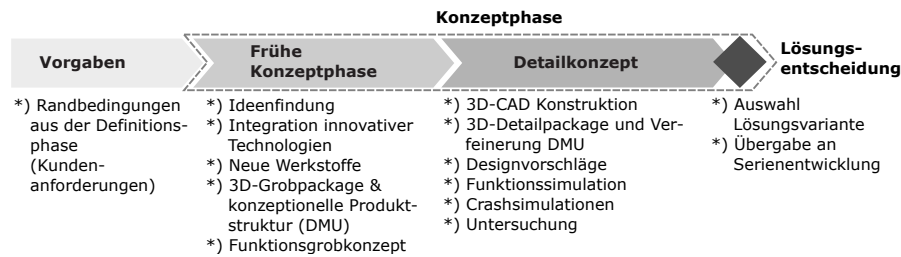 Konzeptphase
Vorgaben
Frühe
Konzeptphase
Detailkonzept
Lösungs-
entscheidung
*) Randbedingungen
aus der Definitions-
phase
(Kunden-
anforderungen)
*) Ideenfindung
*) Integration innovativer
Technologien
*) Neue Werkstoffe
*) 3D-Grobpackage &
konzeptionelle Produkt-
struktur (DMU)
*) Funktionsgrobkonzept
*) 3D-CAD Konstruktion
*) 3D-Detailpackage und Ver-
feinerung DMU
*) Designvorschläge
*) Funktionssimulation
*) Crashsimulationen
*) Untersuchung
*) Auswahl
Lösungsvariante
*) Übergabe an
Serienentwicklung